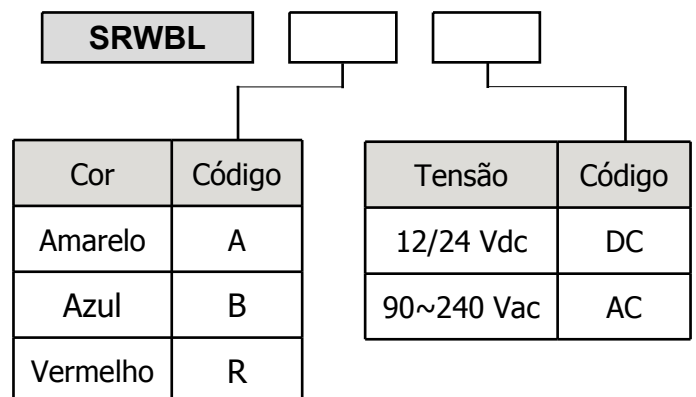 SRWBL
Cor Código
Amarelo A
Azul B
Vermelho R
Tensão Código
12/24 Vdc DC
90~240 Vac AC